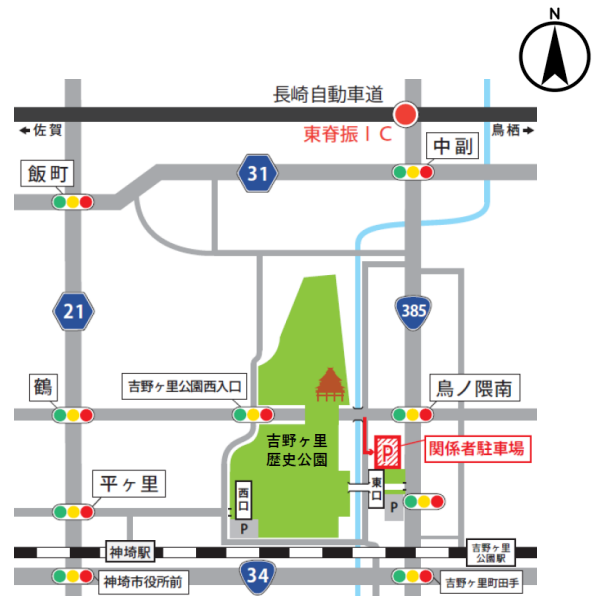 N
長崎自動車道
佐賀
東脊振IC
鳥栖
中副
飯町
31
21
385
鶴
吉野ヶ里公園西入口
鳥ノ隈南
吉野ヶ里
歴史公園
P
関係者駐車場
平ヶ里
西口
東口
P
P
神埼駅
吉野ヶ里
公園駅
神埼市役所前
34
吉野ヶ里町田手